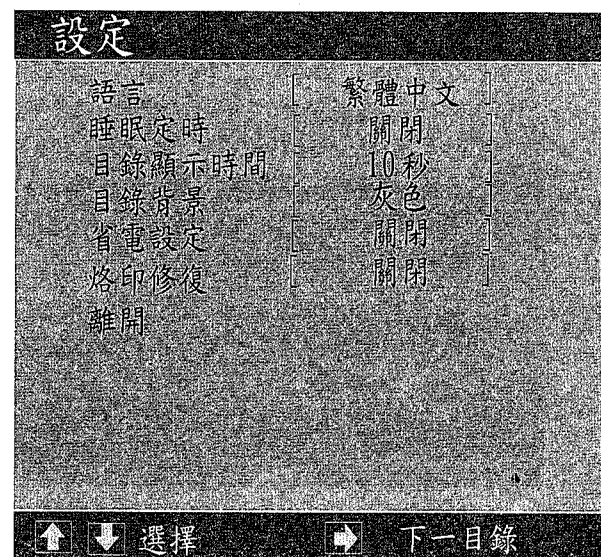 設定
語言 [ 繁體中文 ]
睡眠定時 [ 關閉 ]
目錄顯示時間 [ 10秒 ]
目錄背景 [ 灰色 ]
省電設定 [ 關閉 ]
烙印修復 [ 關閉 ]
離開
選擇 下一目錄